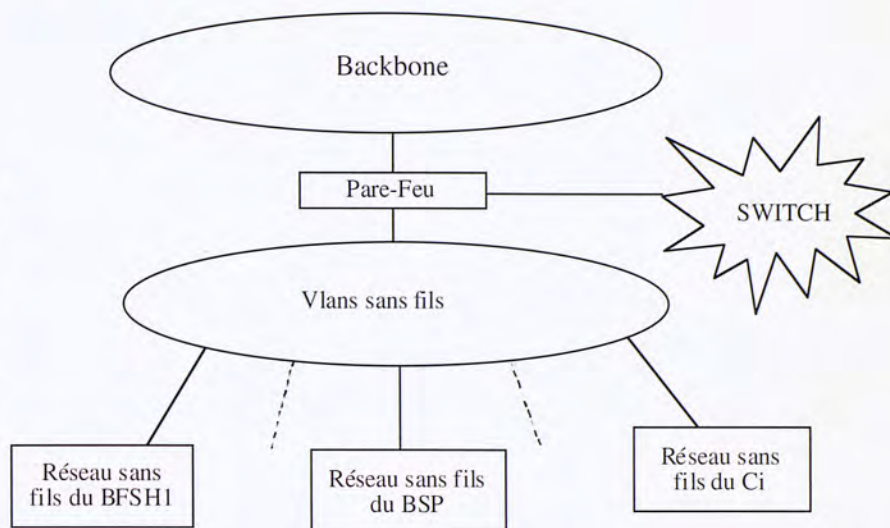 Backbone
Pare-Feu
SWITCH
Vlans sans fils
Réseau sans
fils du BFSH1
Réseau sans fils
du BSP
Réseau sans
fils du Ci